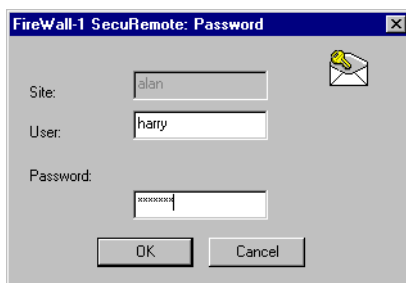 FireWall-1 SecuRemote: Password
Site: alan
User: harry
Password:
*******
OK Cancel